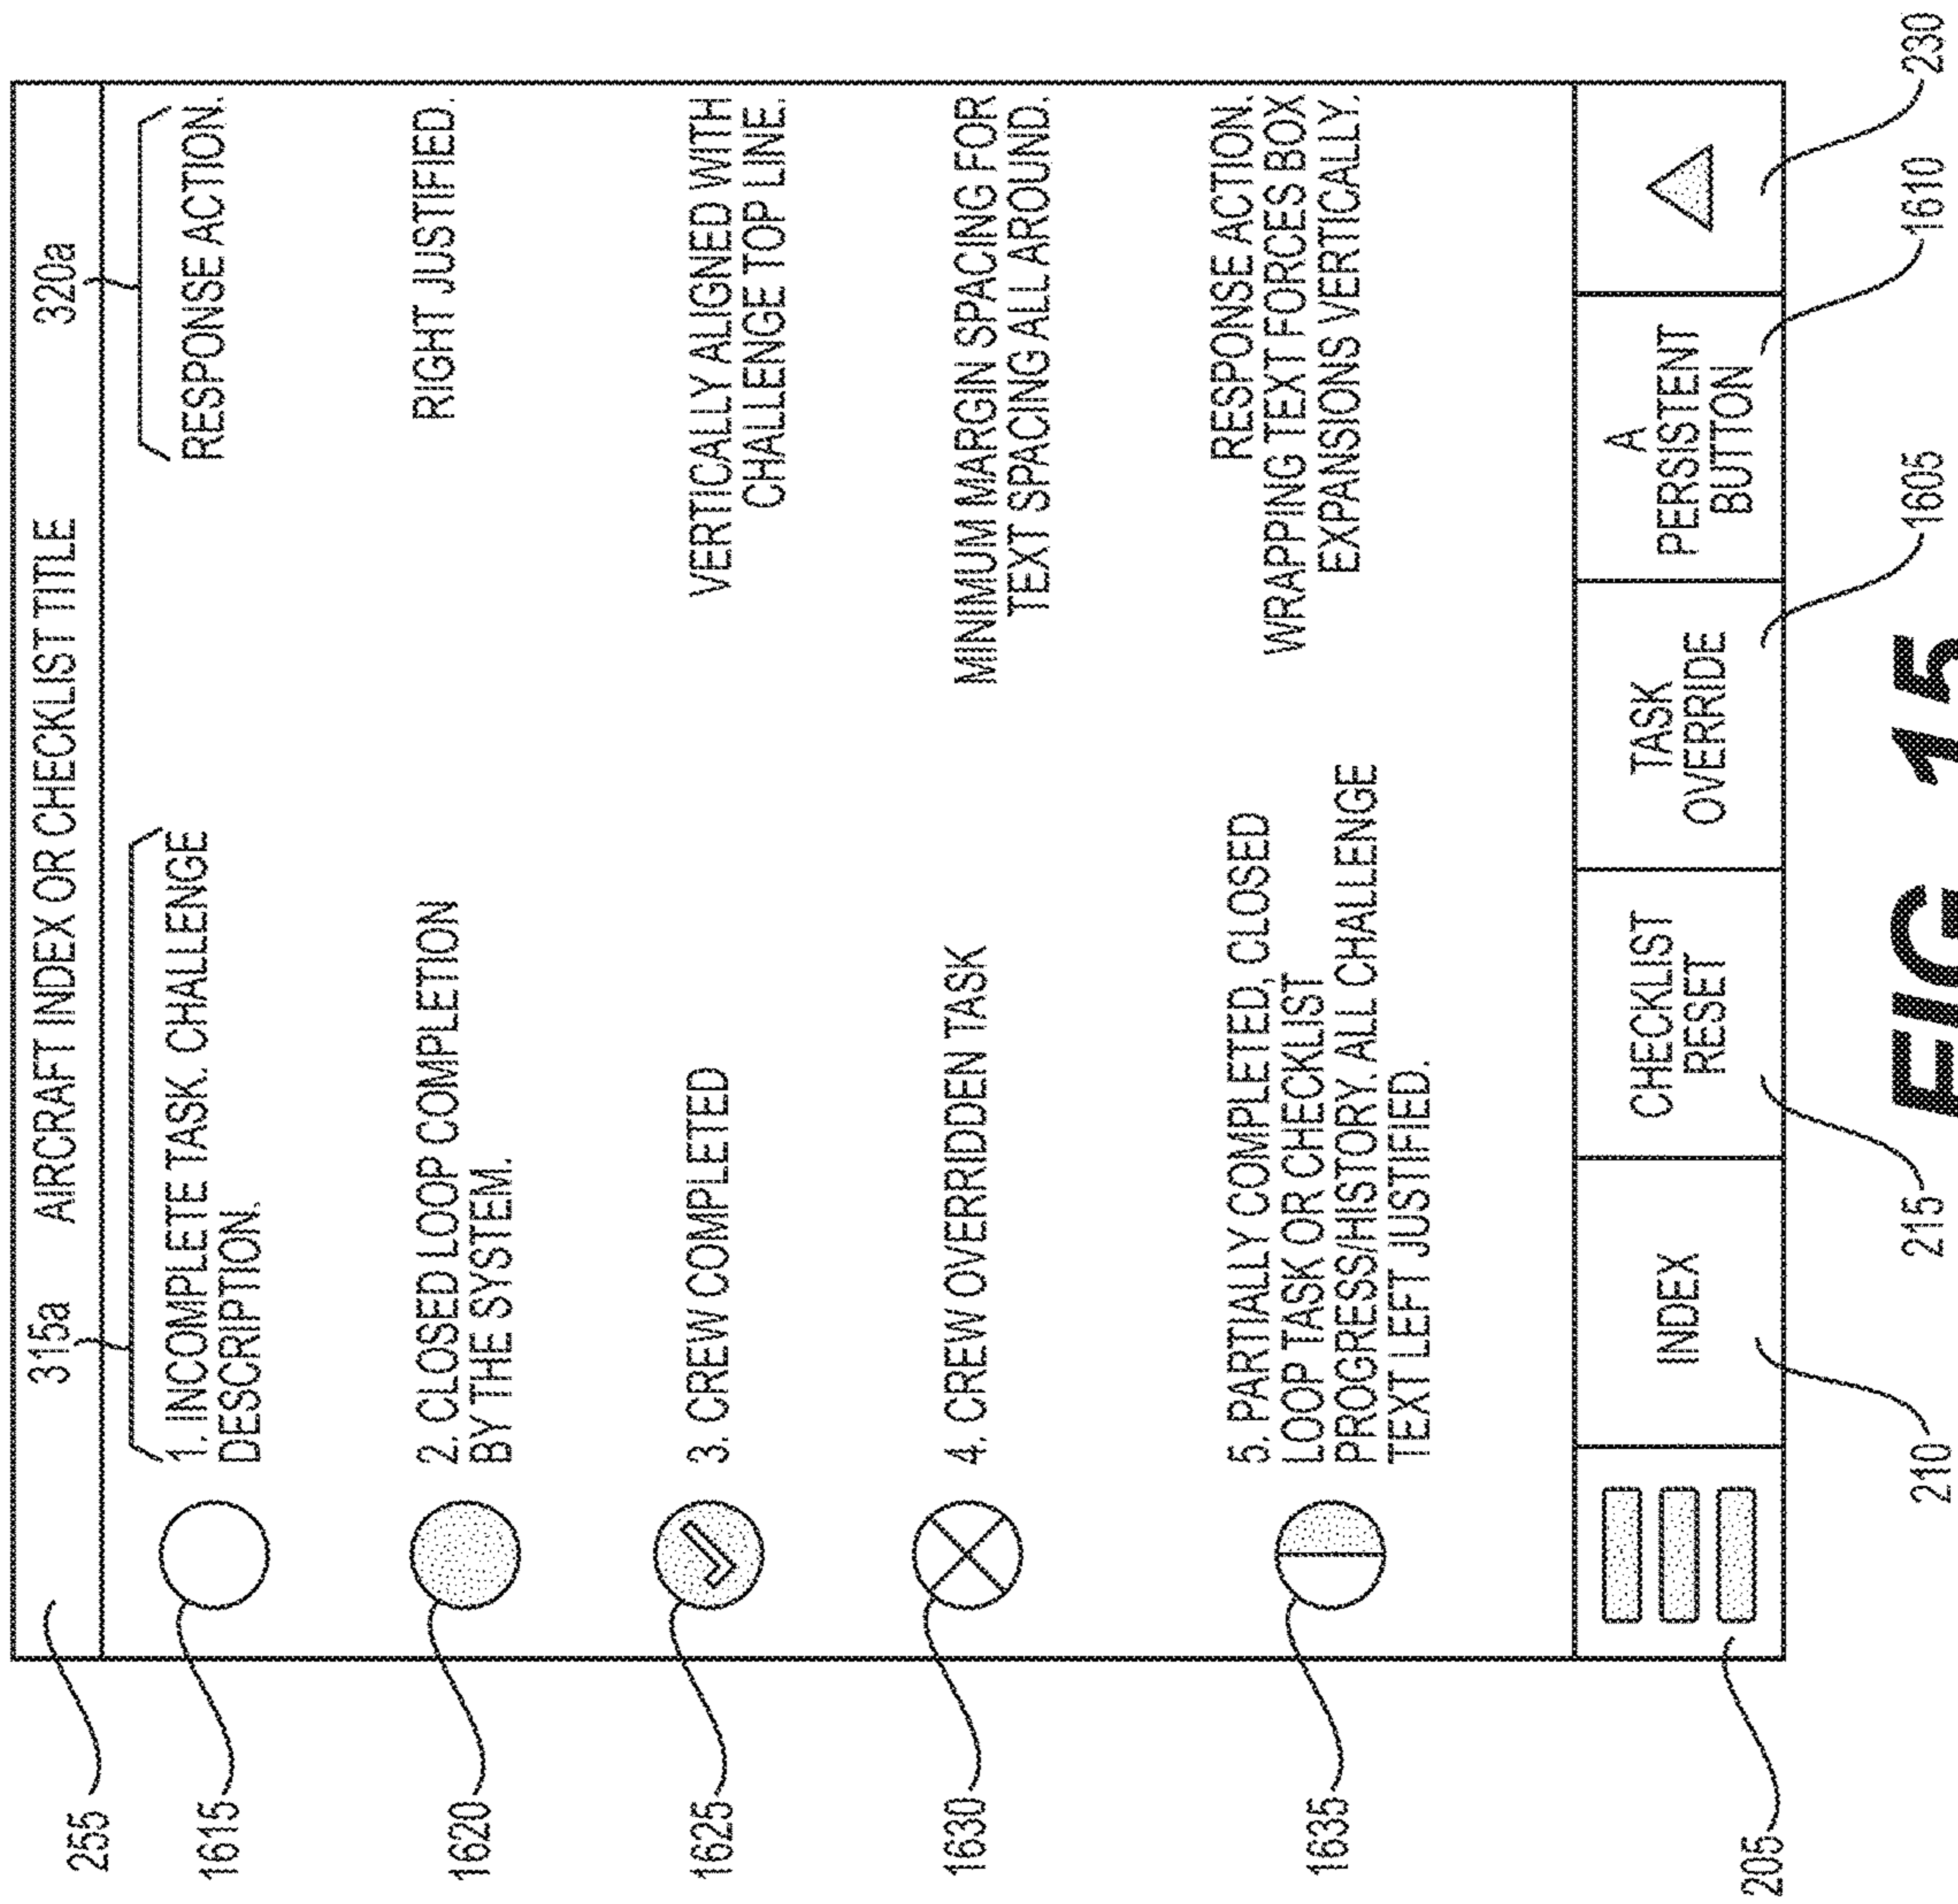 315a
AIRCRAFT INDEX OR CHECKLIST TITLE
320a
255
1. INCOMPLETE TASK. CHALLENGE
DESCRIPTION.
RESPONSE ACTION.
1615
2. CLOSED LOOP COMPLETION
BY THE SYSTEM.
RIGHT JUSTIFIED.
1620
3. CREW COMPLETED
VERTICALLY ALIGNED WITH
CHALLENGE TOP LINE.
1625
4. CREW OVERRIDDEN TASK
MINIMUM MARGIN SPACING FOR
TEXT SPACING ALL AROUND.
1630
5. PARTIALLY COMPLETED, CLOSED
LOOP TASK OR CHECKLIST
PROGRESS/HISTORY. ALL CHALLENGE
TEXT LEFT JUSTIFIED.
RESPONSE ACTION.
WRAPPING TEXT FORCES BOX
EXPANSIONS VERTICALLY.
1635
INDEX
CHECKLIST
RESET
TASK
OVERRIDE
A
PERSISTENT
BUTTON
205
210
215
1605
1610
230
FIG. 15